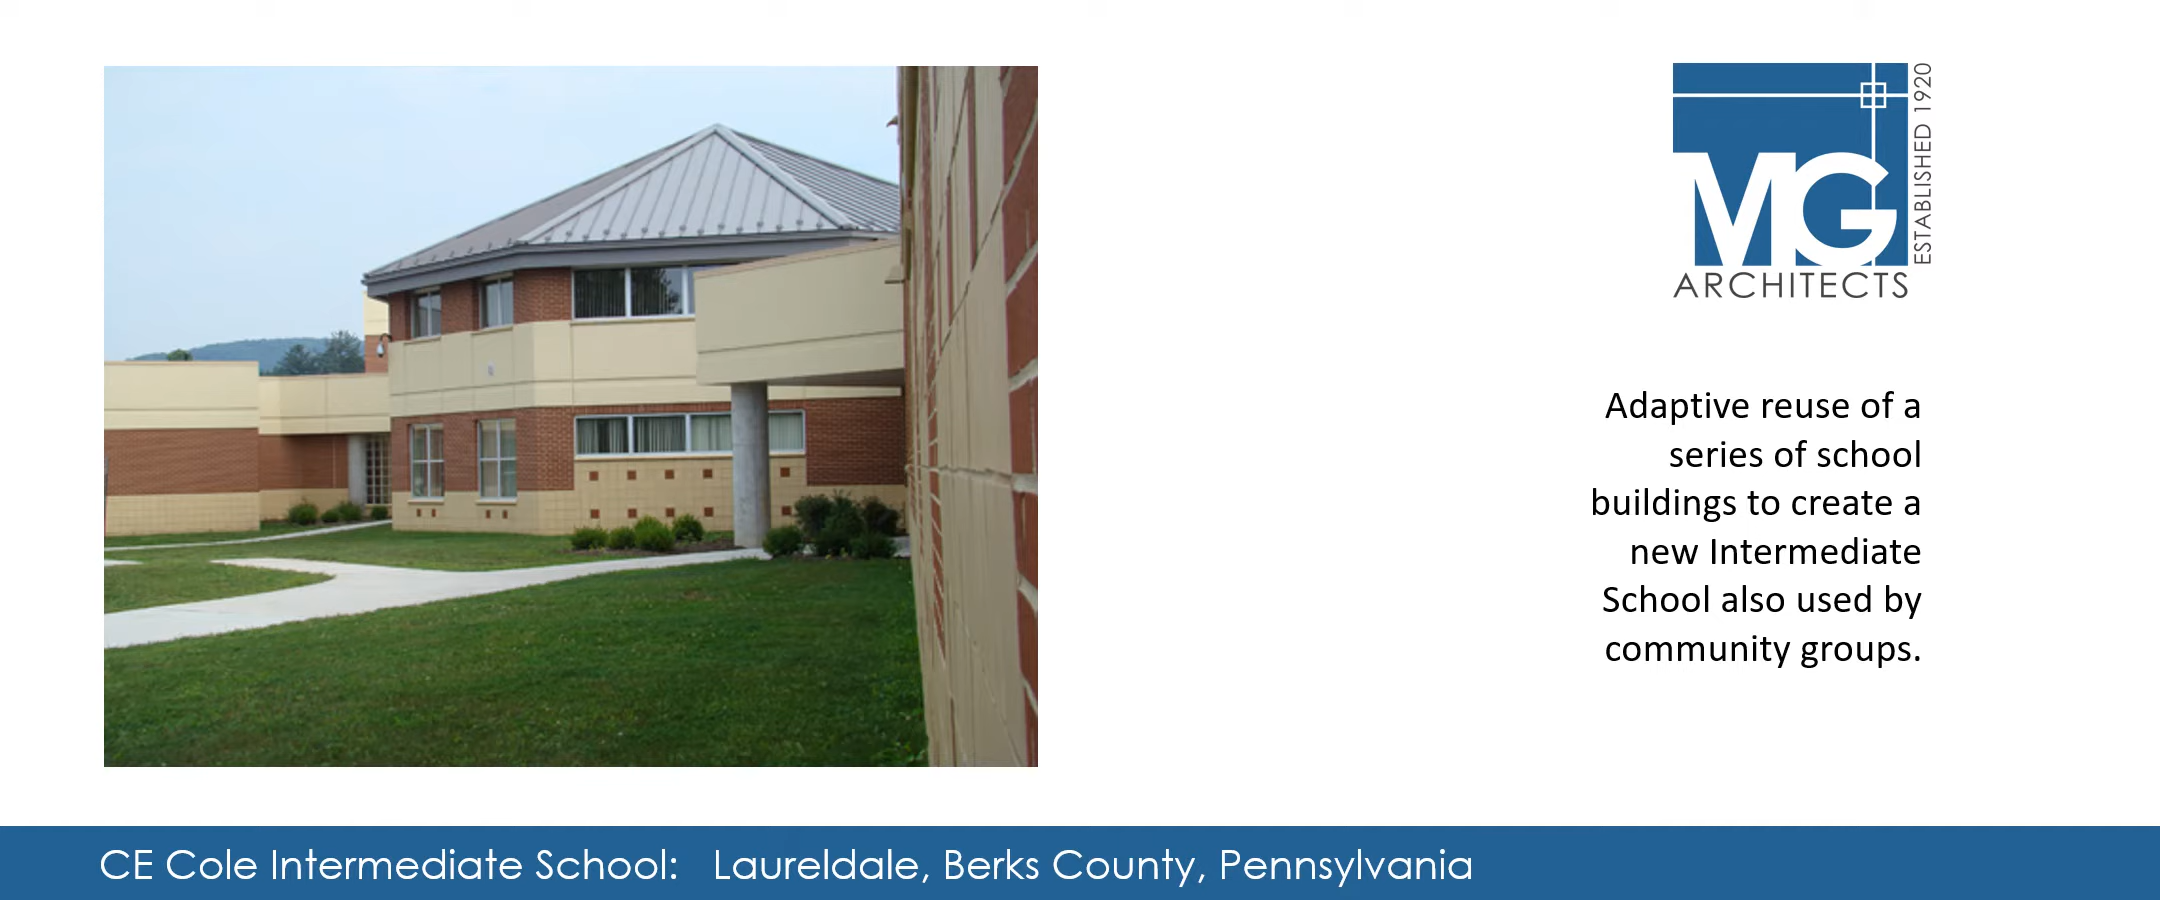 MG
ARCHITECTS
ESTABLISHED 1920
Adaptive reuse of a
series of school
buildings to create a
new Intermediate
School also used by
community groups.
CE Cole Intermediate School: Laureldale, Berks County, Pennsylvania